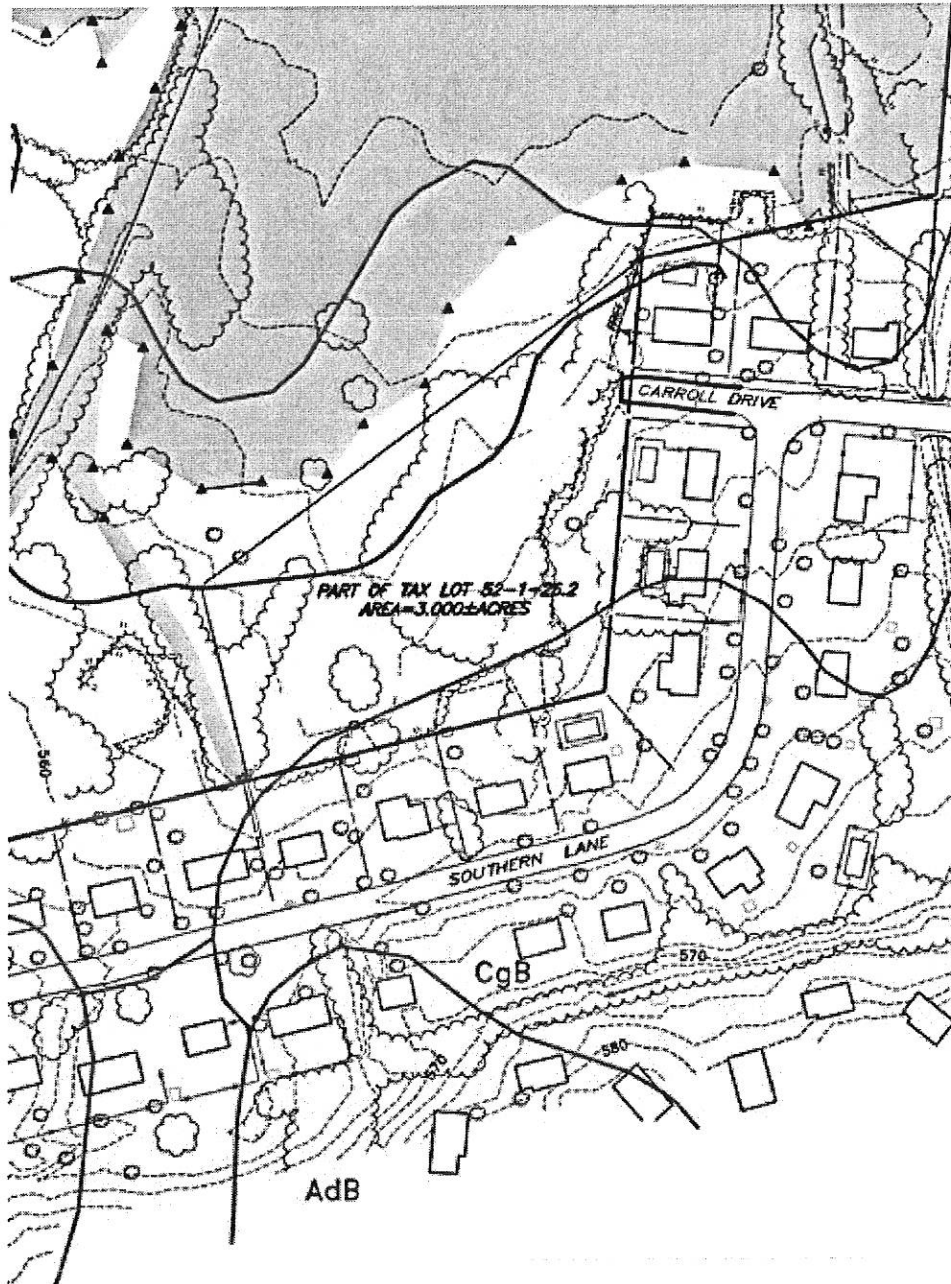 CARROLL DRIVE
PART OF TAX LOT 52-1-25.2
AREA=3.000±ACRES
560
SOUTHERN LANE
570
CgB
580
570
AdB